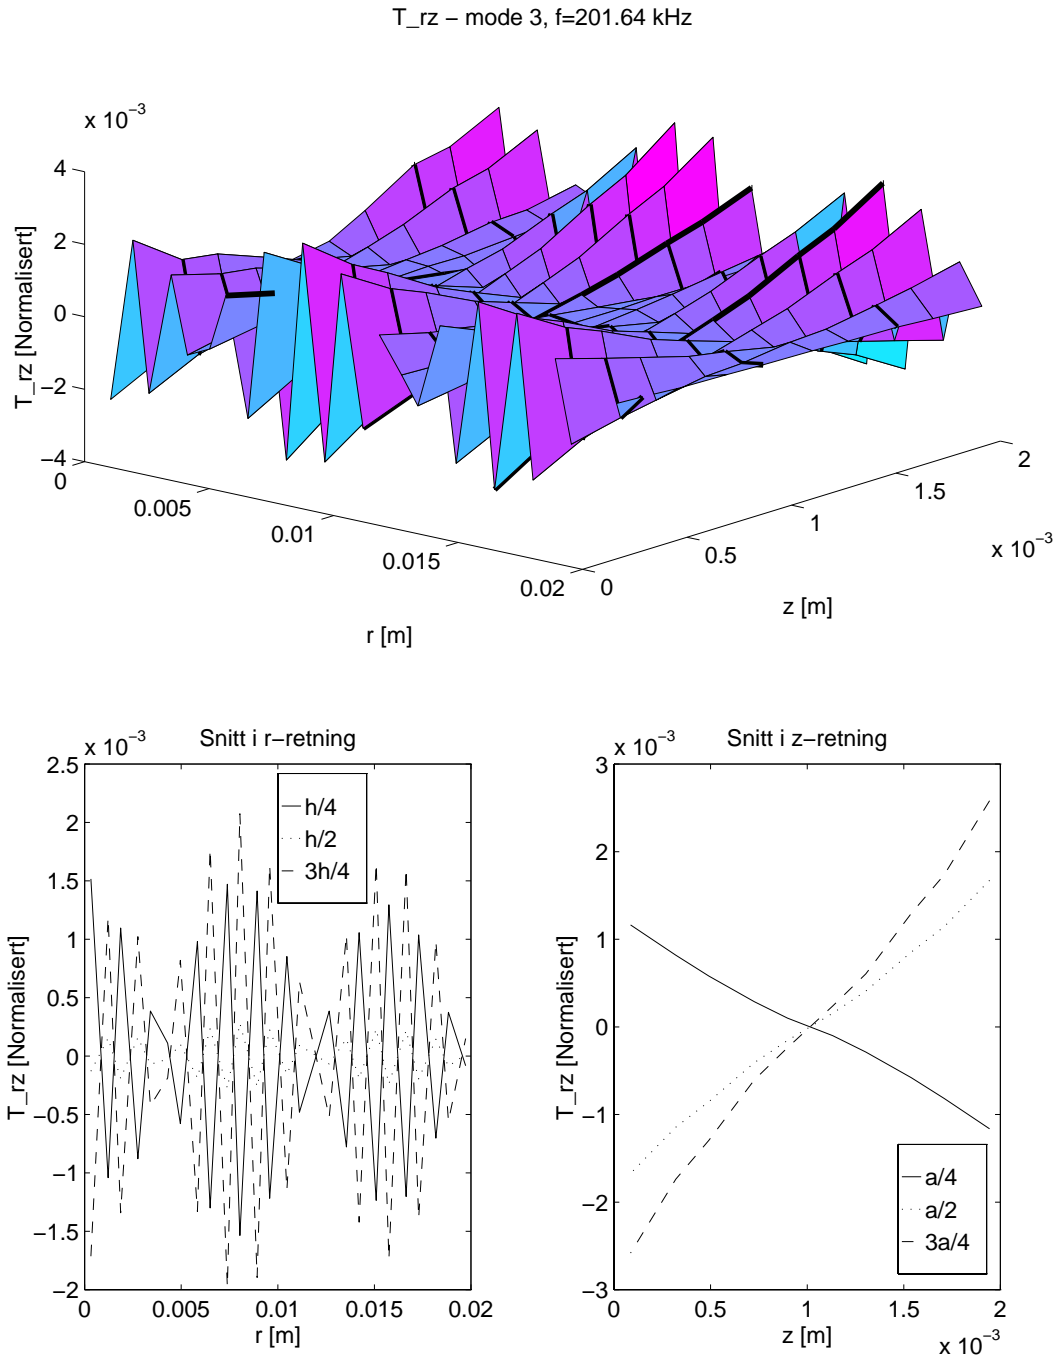 T_rz − mode 3, f=201.64 kHz
x 10−3
4
2
0
−2
−4
T_rz [Normalisert]
0
0.005
0.01
0.015
0.02
r [m]
0
0.5
1
1.5
2
x 10−3
z [m]
Snitt i r−retning
x 10−3
2.5
2
1.5
1
0.5
0
−0.5
−1
−1.5
−2
T_rz [Normalisert]
h/4
h/2
3h/4
0
0.005
0.01
0.015
0.02
r [m]
Snitt i z−retning
x 10−3
3
2
1
0
−1
−2
−3
T_rz [Normalisert]
a/4
a/2
3a/4
0
0.5
1
1.5
2
z [m]
x 10−3